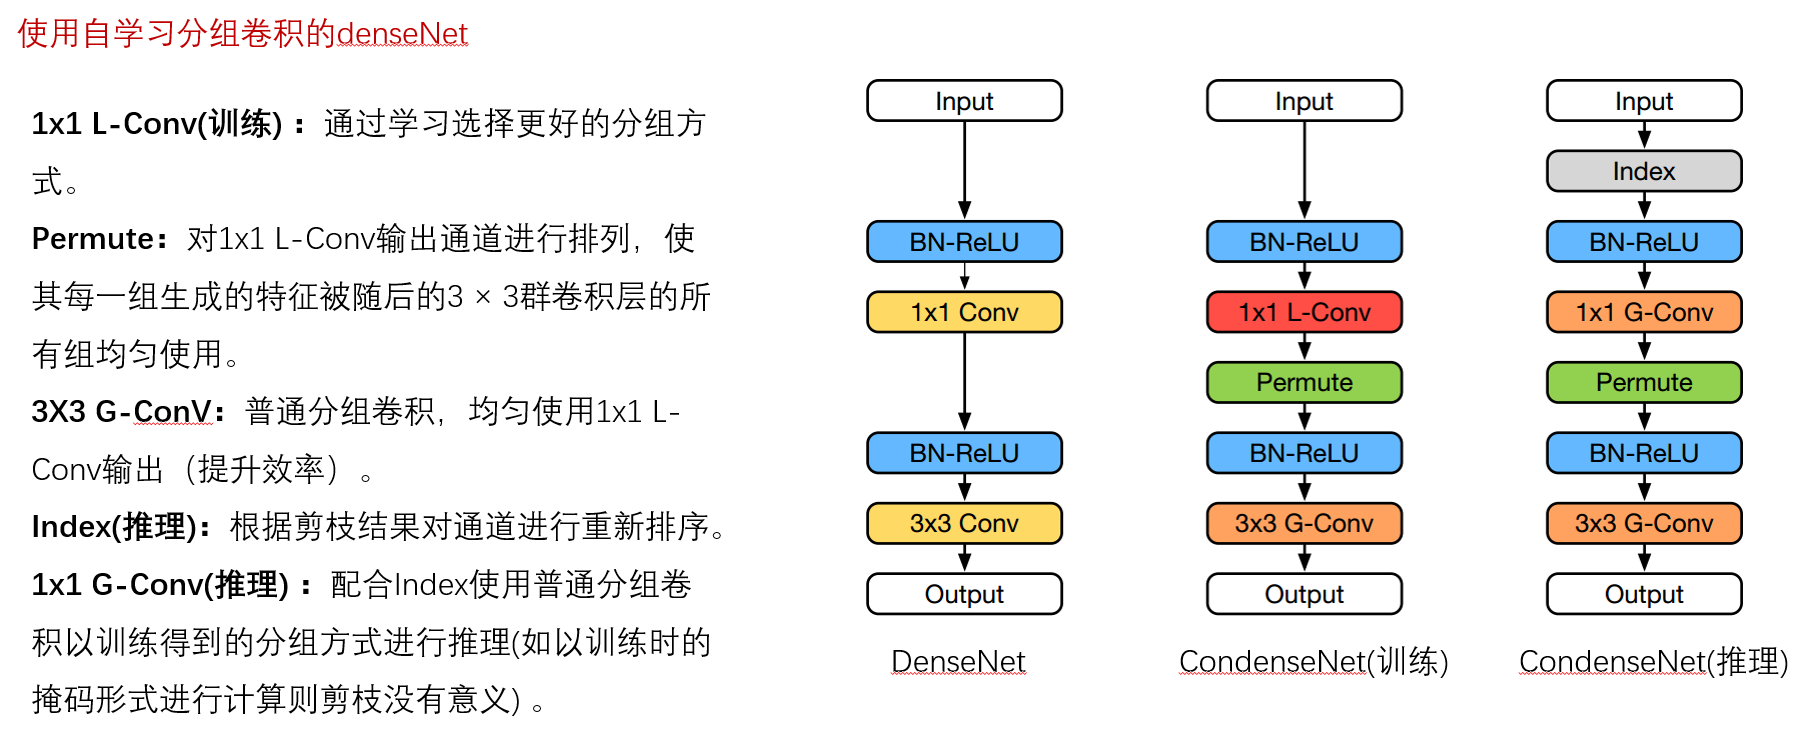 使用自学习分组卷积的denseNet
1x1 L-Conv(训练)：通过学习选择更好的分组方
式。
Permute：对1x1 L-Conv输出通道进行排列，使
其每一组生成的特征被随后的3 × 3群卷积层的所
有组均匀使用。
3X3 G-ConV：普通分组卷积，均匀使用1x1 L-
Conv输出（提升效率）。
Index(推理)：根据剪枝结果对通道进行重新排序。
1x1 G-Conv(推理)：配合Index使用普通分组卷
积以训练得到的分组方式进行推理(如以训练时的
掩码形式进行计算则剪枝没有意义)。
Input
BN-ReLU
1x1 Conv
BN-ReLU
3x3 Conv
Output
DenseNet
Input
BN-ReLU
1x1 L-Conv
Permute
BN-ReLU
3x3 G-Conv
Output
CondenseNet(训练)
Input
Index
BN-ReLU
1x1 G-Conv
Permute
BN-ReLU
3x3 G-Conv
Output
CondenseNet(推理)